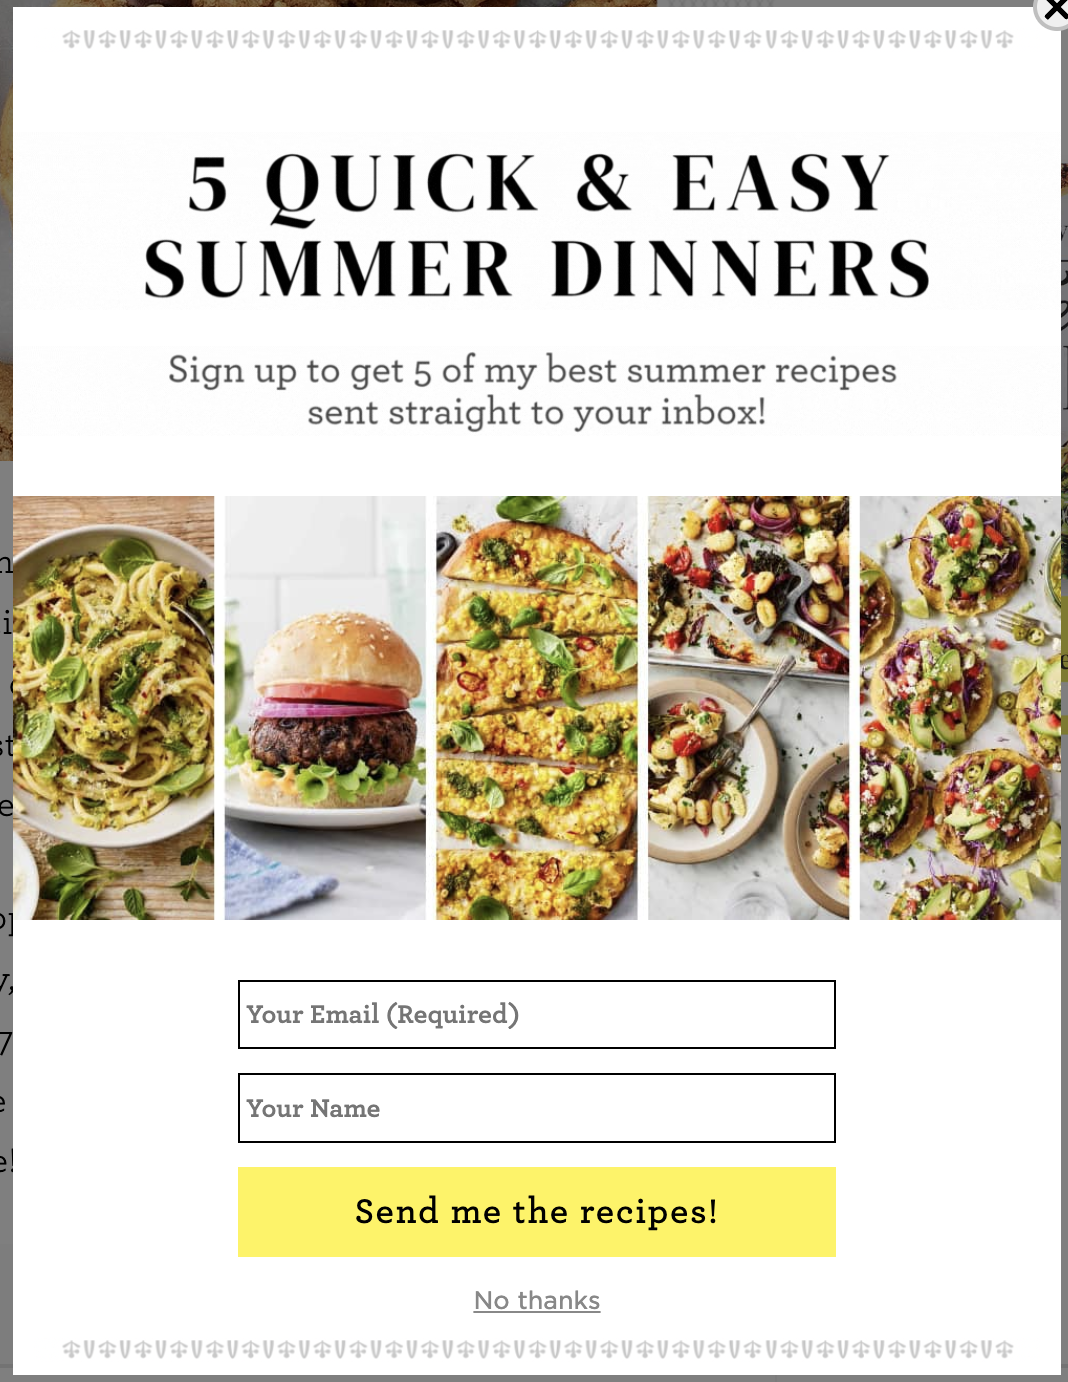 5 QUICK & EASY
SUMMER DINNERS
Sign up to get 5 of my best summer recipes
sent straight to your inbox!
Your Email (Required)
Your Name
Send me the recipes!
No thanks